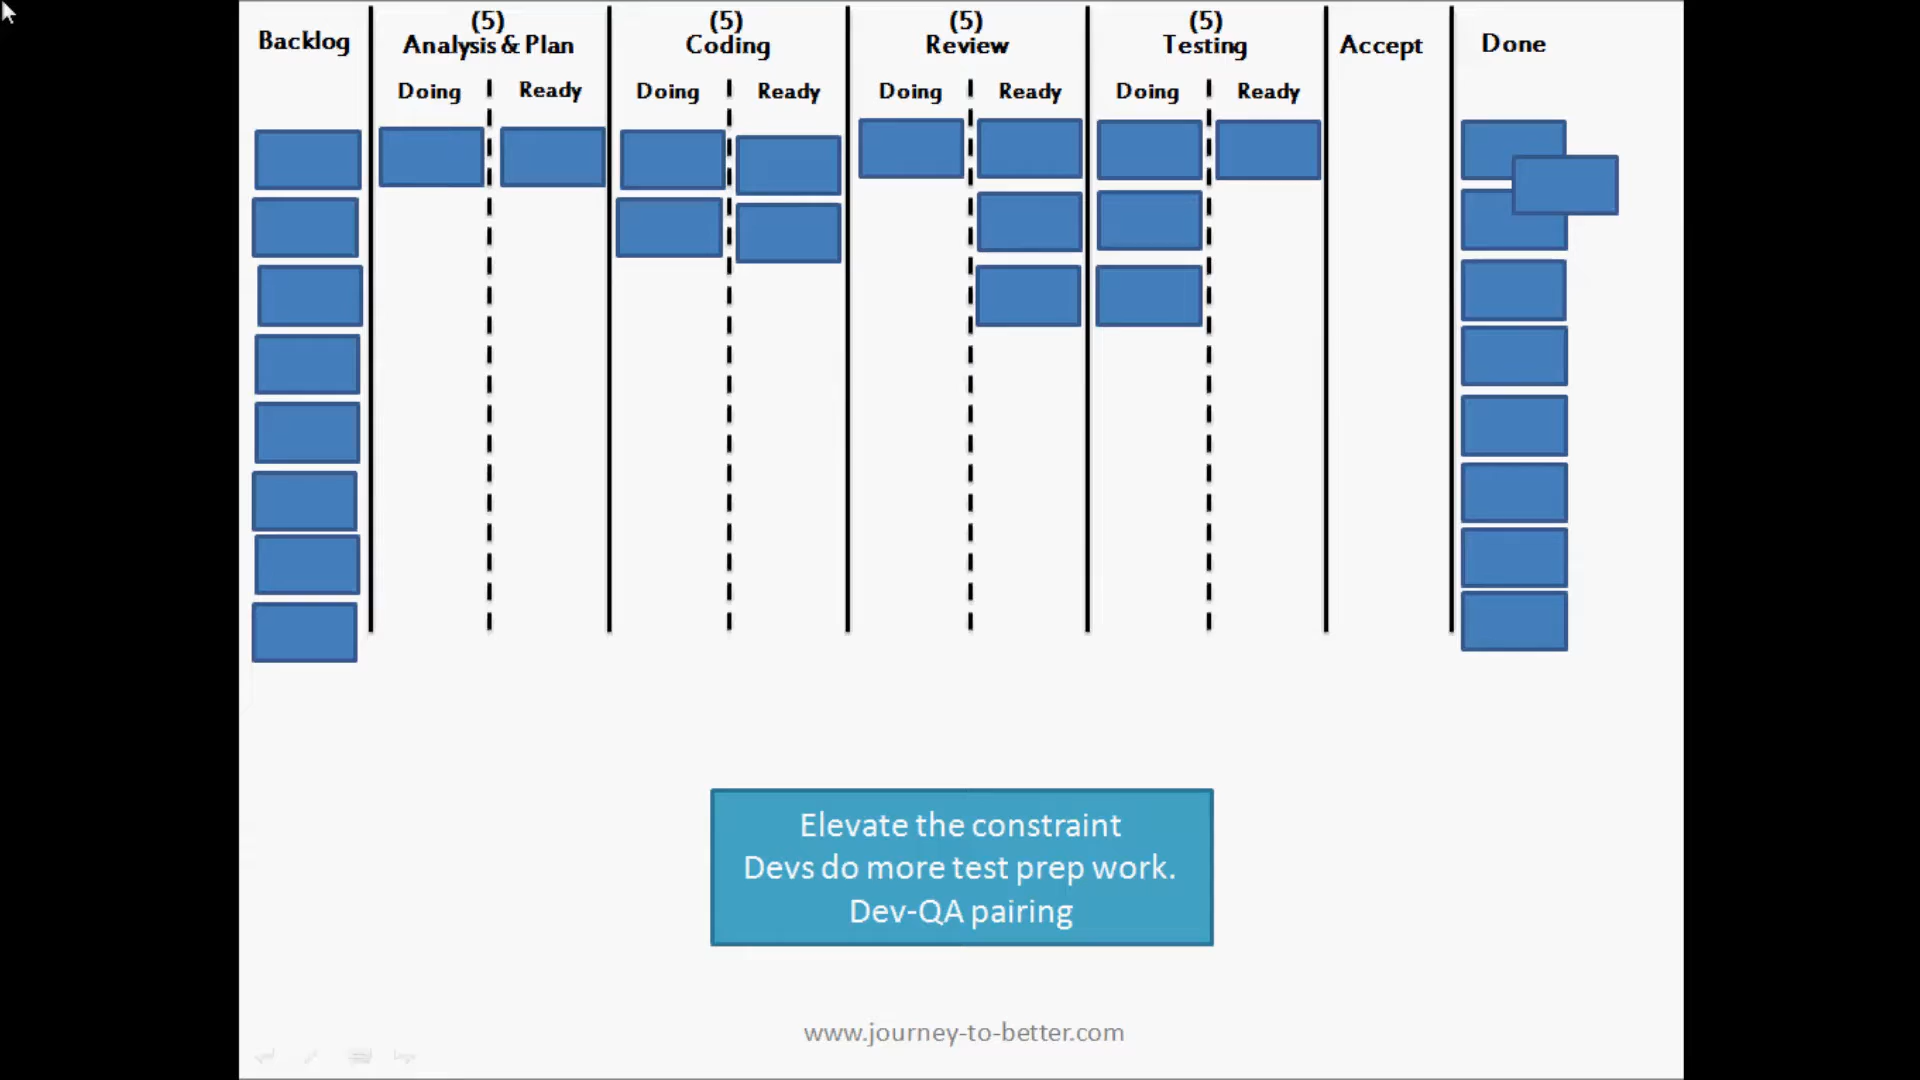 Backlog
(5)
Analysis & Plan
Doing
Ready
(5)
Coding
Doing
Ready
(5)
Review
Doing
Ready
(5)
Testing
Doing
Ready
Accept
Done
Elevate the constraint
Devs do more test prep work.
Dev-QA pairing
www.journey-to-better.com